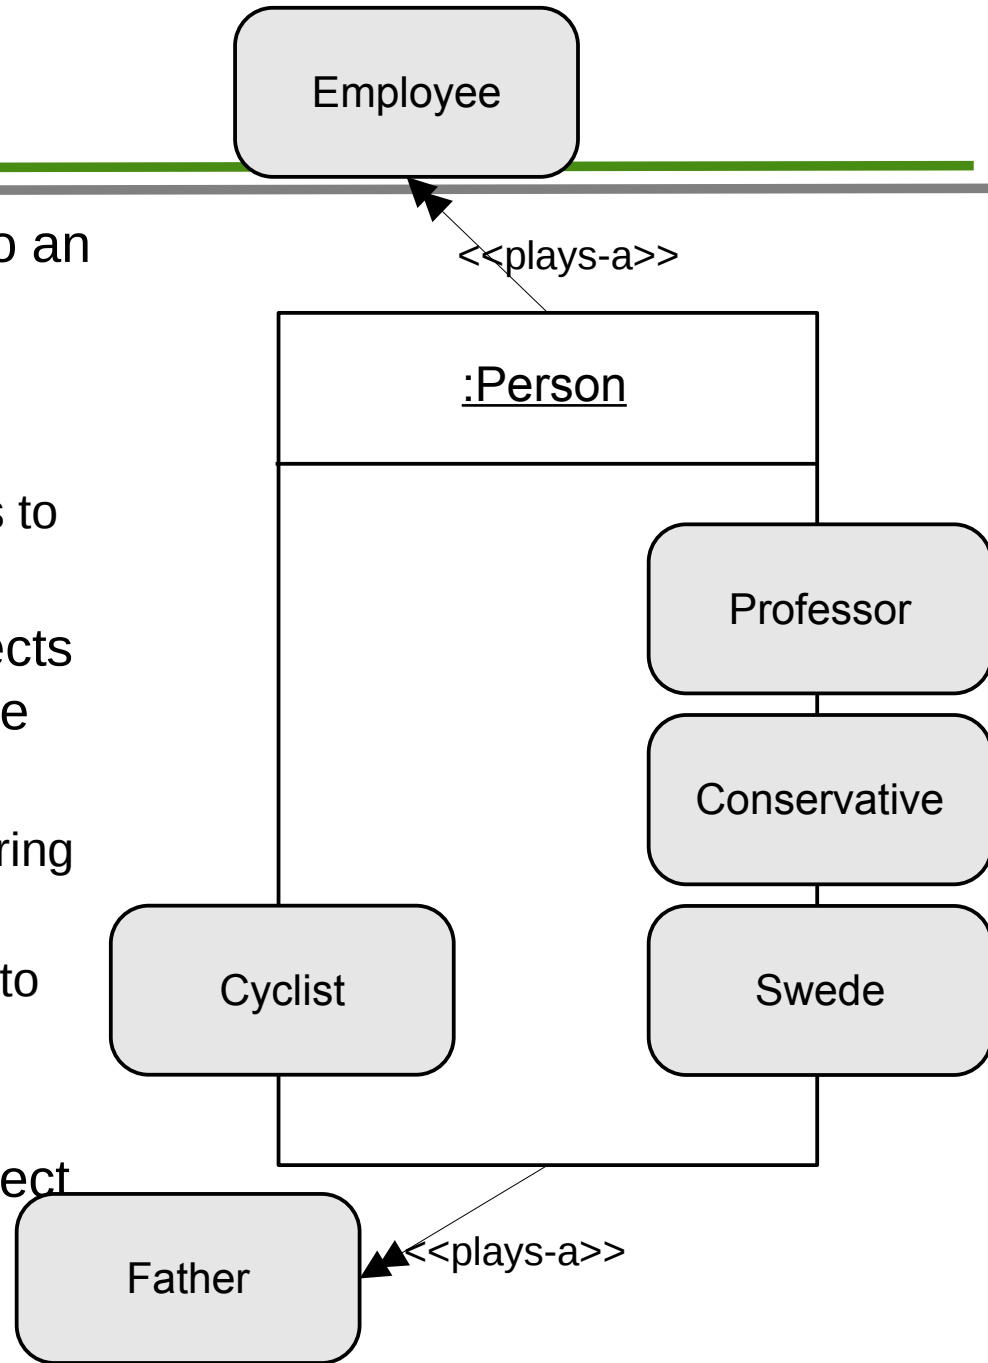 Employee
o an
<<plays-a>>
:Person
s to
Professor
ects
e
Conservative
ring
Cyclist
to
Swede
ect
<<plays-a>>
Father